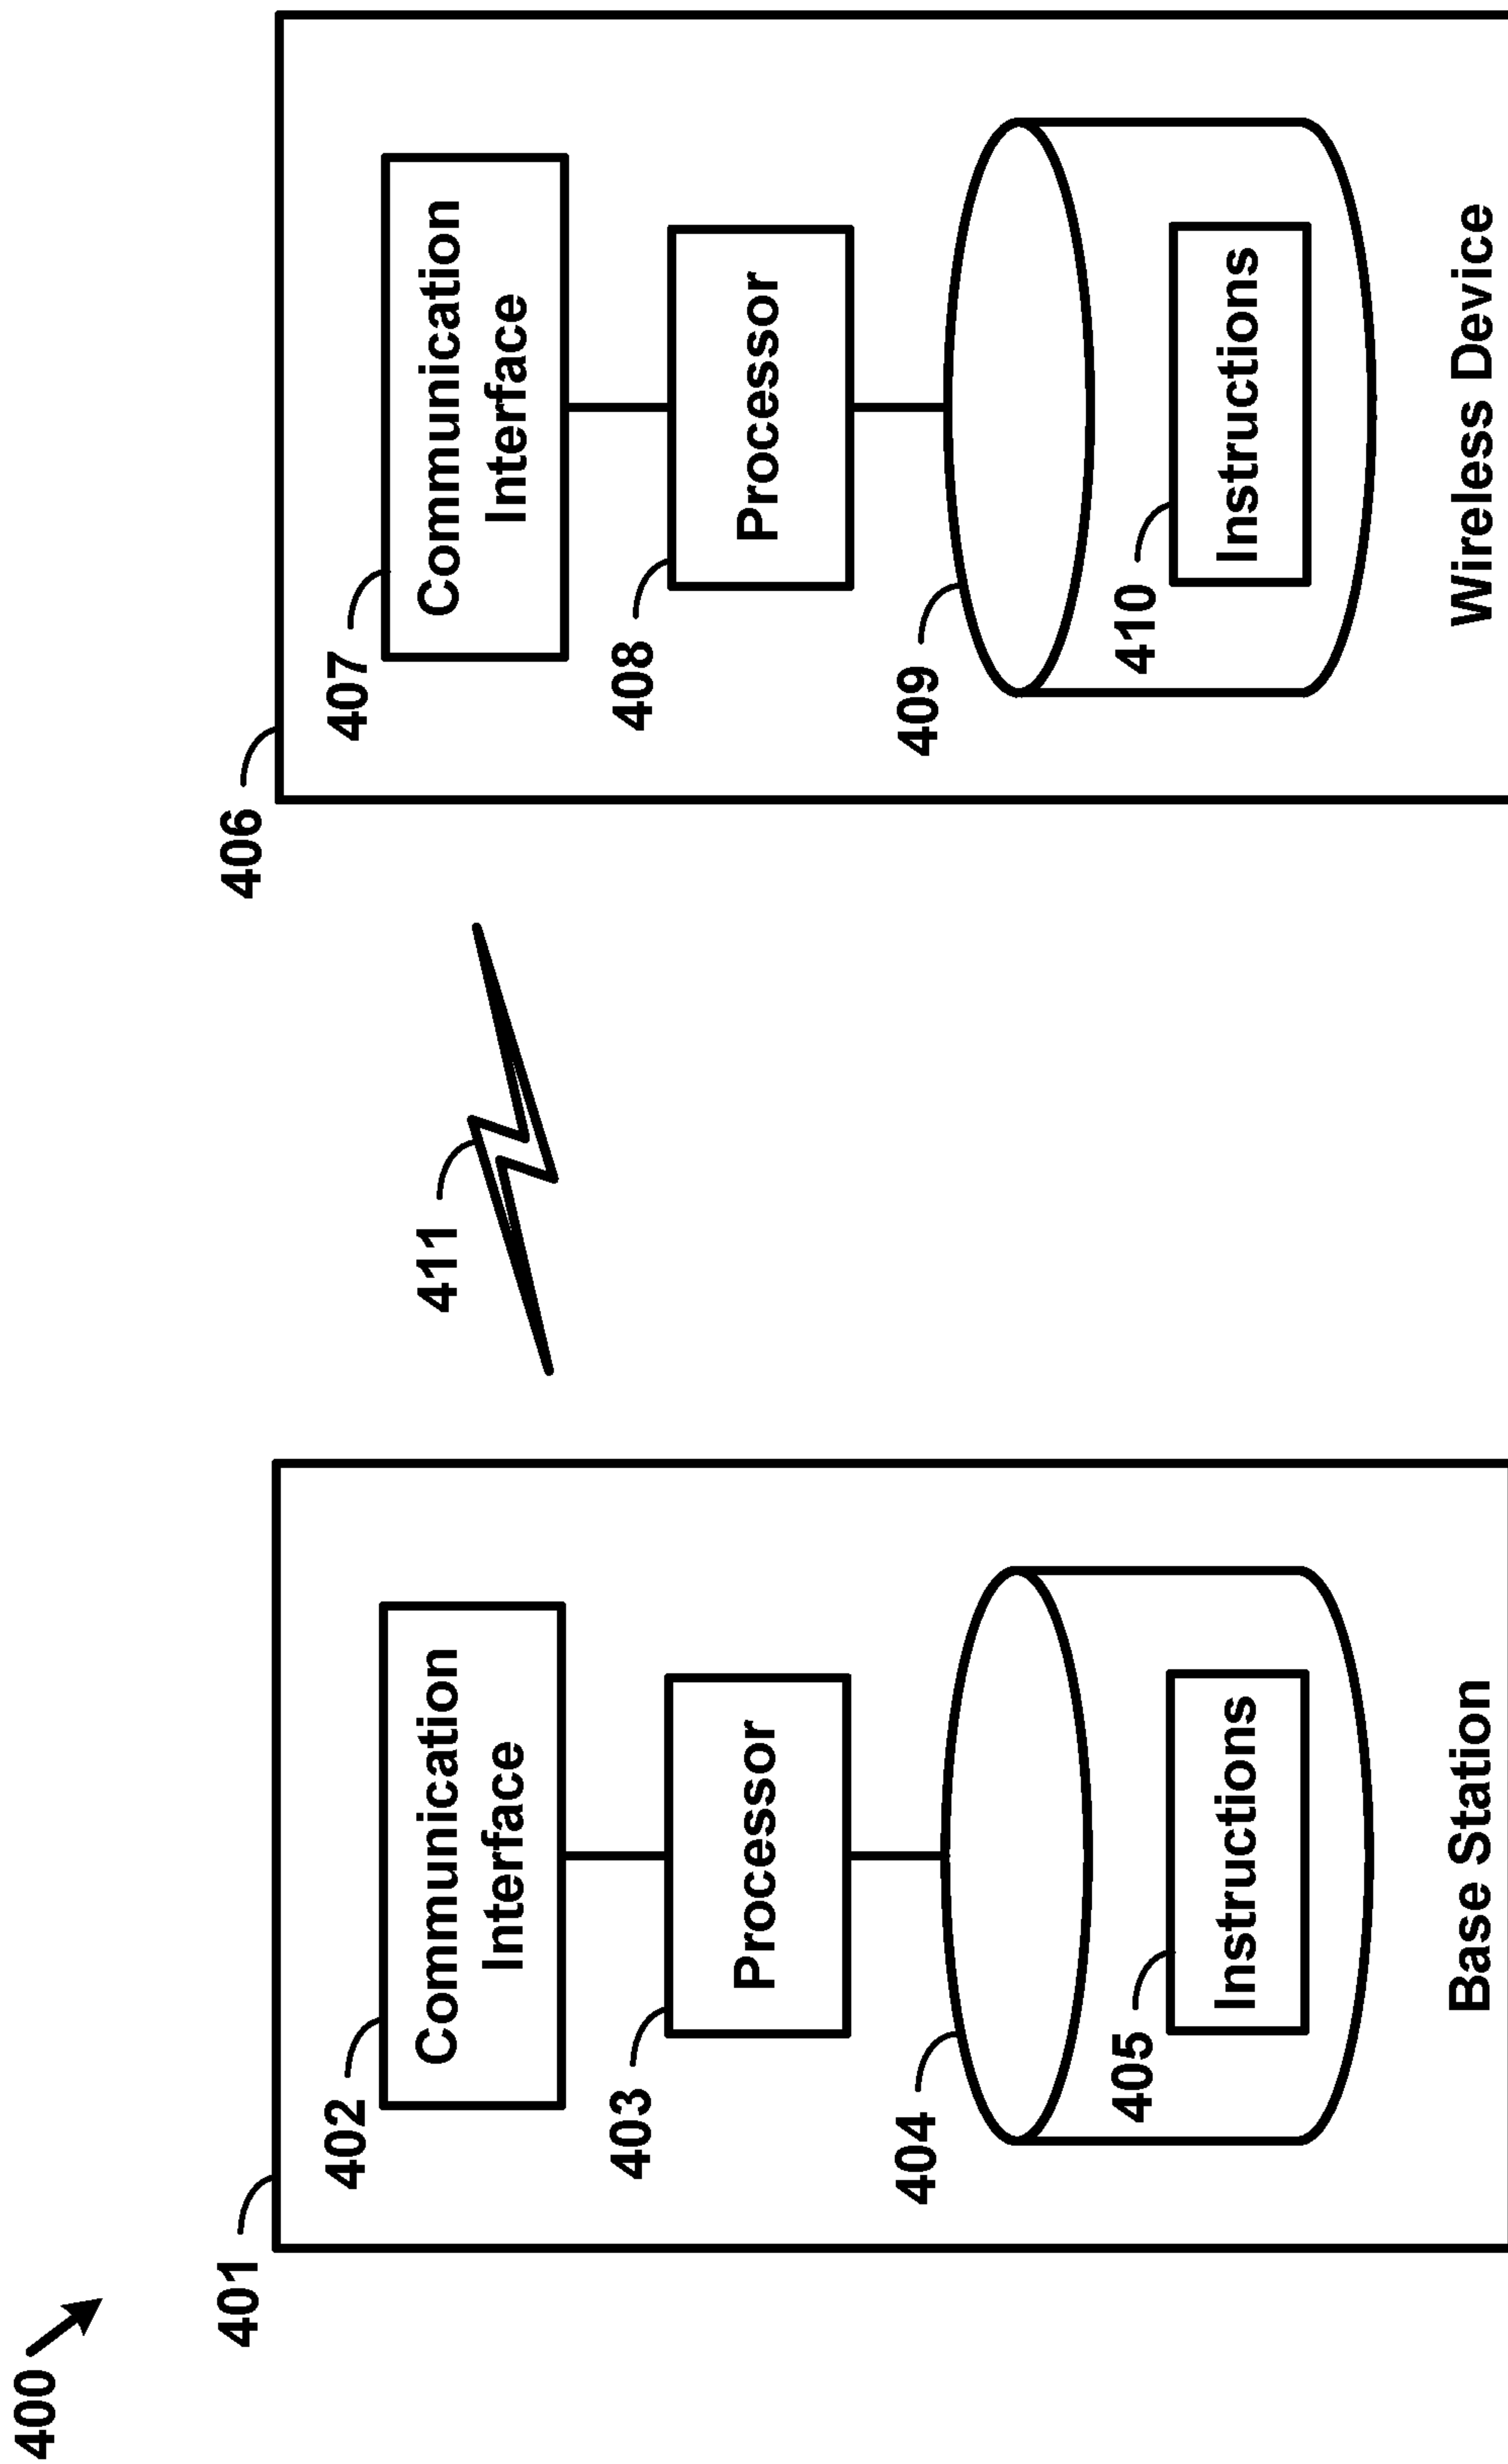 400
401
402
Communication
Interface
403
Processor
404
405
Instructions
Base Station
411
406
407
Communication
Interface
408
Processor
409
410
Instructions
Wireless Device